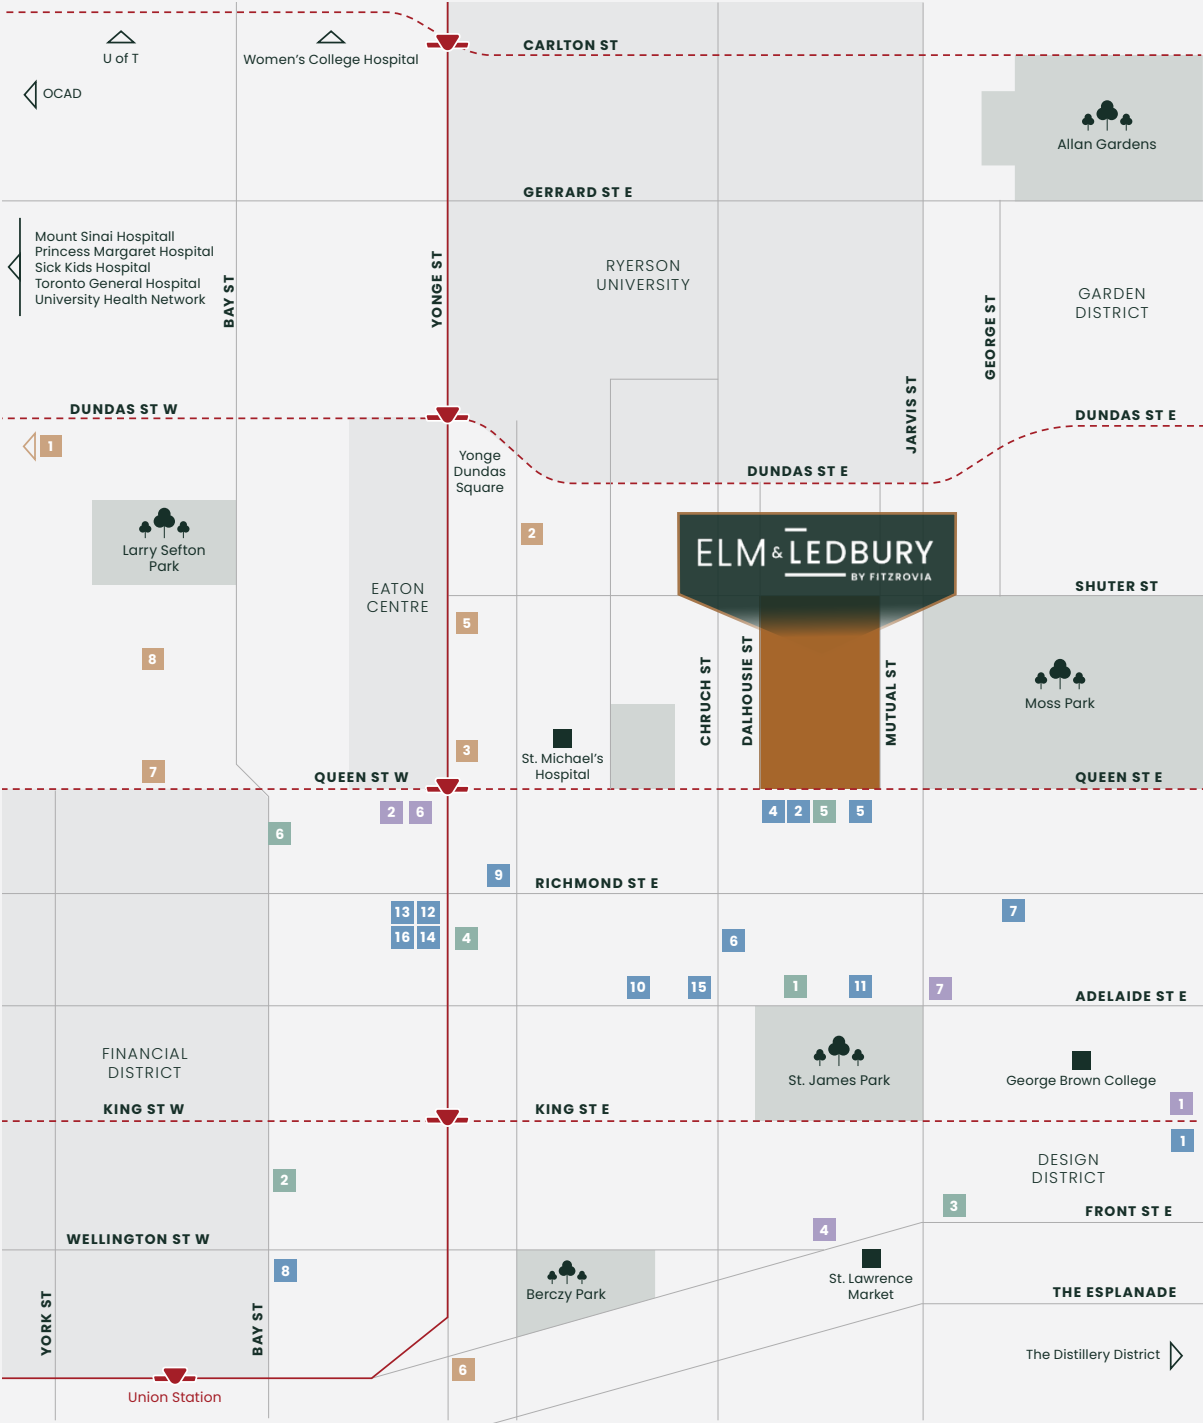 CARLTON ST
U of T
Women's College Hospital
OCAD
Allan Gardens
GERRARD ST E
Mount Sinai Hospitall
Princess Margaret Hospital
Sick Kids Hospital
Toronto General Hospital
University Health Network
BAY ST
YONGE ST
RYERSON
UNIVERSITY
GEORGE ST
GARDEN
DISTRICT
JARVIS ST
DUNDAS ST W
DUNDAS ST E
1
Yonge
Dundas
Square
DUNDAS ST E
2
Larry Sefton
Park
ELM & LEDBURY
BY FITZROVIA
EATON
CENTRE
SHUTER ST
5
8
CHRUCH ST
DALHOUSIE ST
MUTUAL ST
Moss Park
3
St. Michael's
Hospital
7
QUEEN ST W
QUEEN ST E
2
6
4
2
5
5
6
9
RICHMOND ST E
13
12
16
14
4
7
6
10
15
1
11
7
ADELAIDE ST E
FINANCIAL
DISTRICT
St. James Park
George Brown College
KING ST W
KING ST E
1
1
DESIGN
DISTRICT
2
3
FRONT ST E
4
WELLINGTON ST W
8
Berczy Park
St. Lawrence
Market
THE ESPLANADE
YORK ST
BAY ST
The Distillery District
6
Union Station